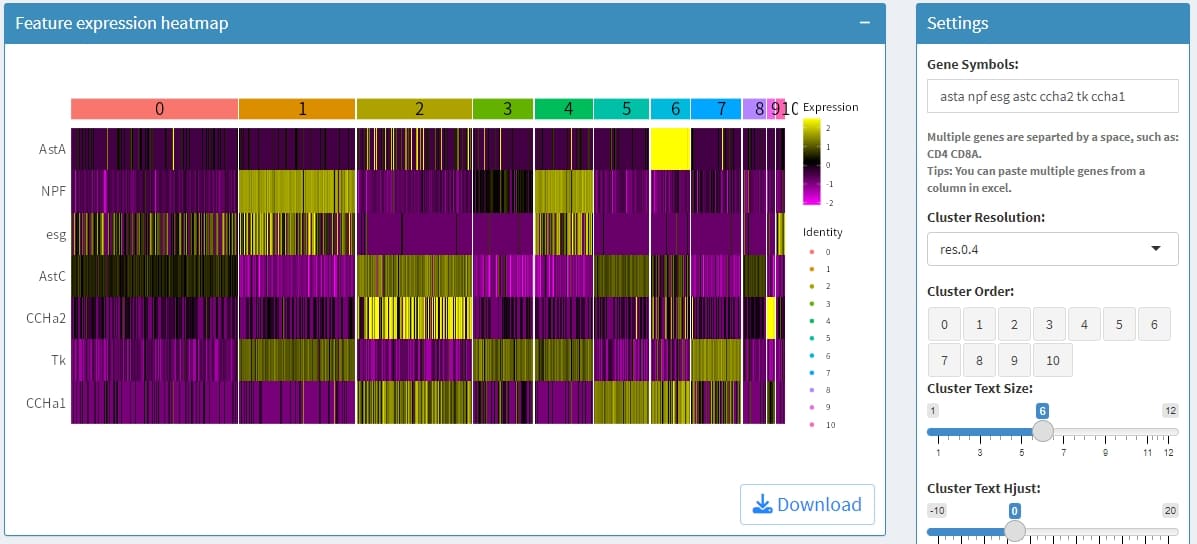 Feature expression heatmap
−
0 1 2 3 4 5 6 7 8 9 10
AstA
NPF
esg
AstC
CCHa2
Tk
CCHa1
Expression
2
1
0
-1
-2
Identity
0
1
2
3
4
5
6
7
8
9
10
Download
Settings
Gene Symbols:
asta npf esg astc ccha2 tk ccha1
Multiple genes are separted by a space, such as:
CD4 CD8A.
Tips: You can paste multiple genes from a
column in excel.
Cluster Resolution:
res.0.4
Cluster Order:
0 1 2 3 4 5 6
7 8 9 10
Cluster Text Size:
1 6 12
1 3 5 7 9 11 12
Cluster Text Hjust:
-10 0 20